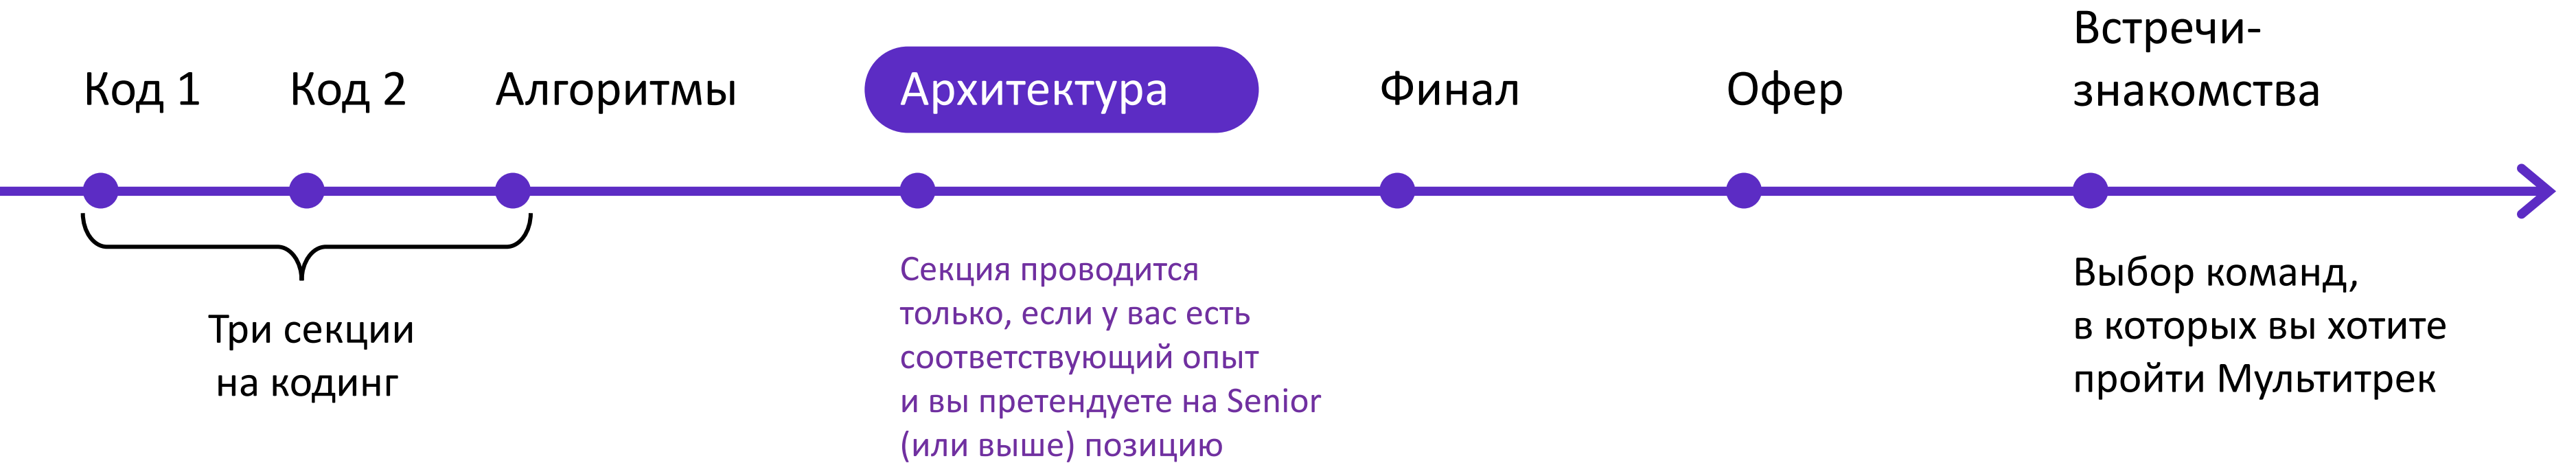 Код 1
Код 2
Алгоритмы
Архитектура
Финал
Офер
Встречи-
знакомства
Три секции
на кодинг
Секция проводится
только, если у вас есть
соответствующий опыт
и вы претендуете на Senior
(или выше) позицию
Выбор команд,
в которых вы хотите
пройти Мультитрек